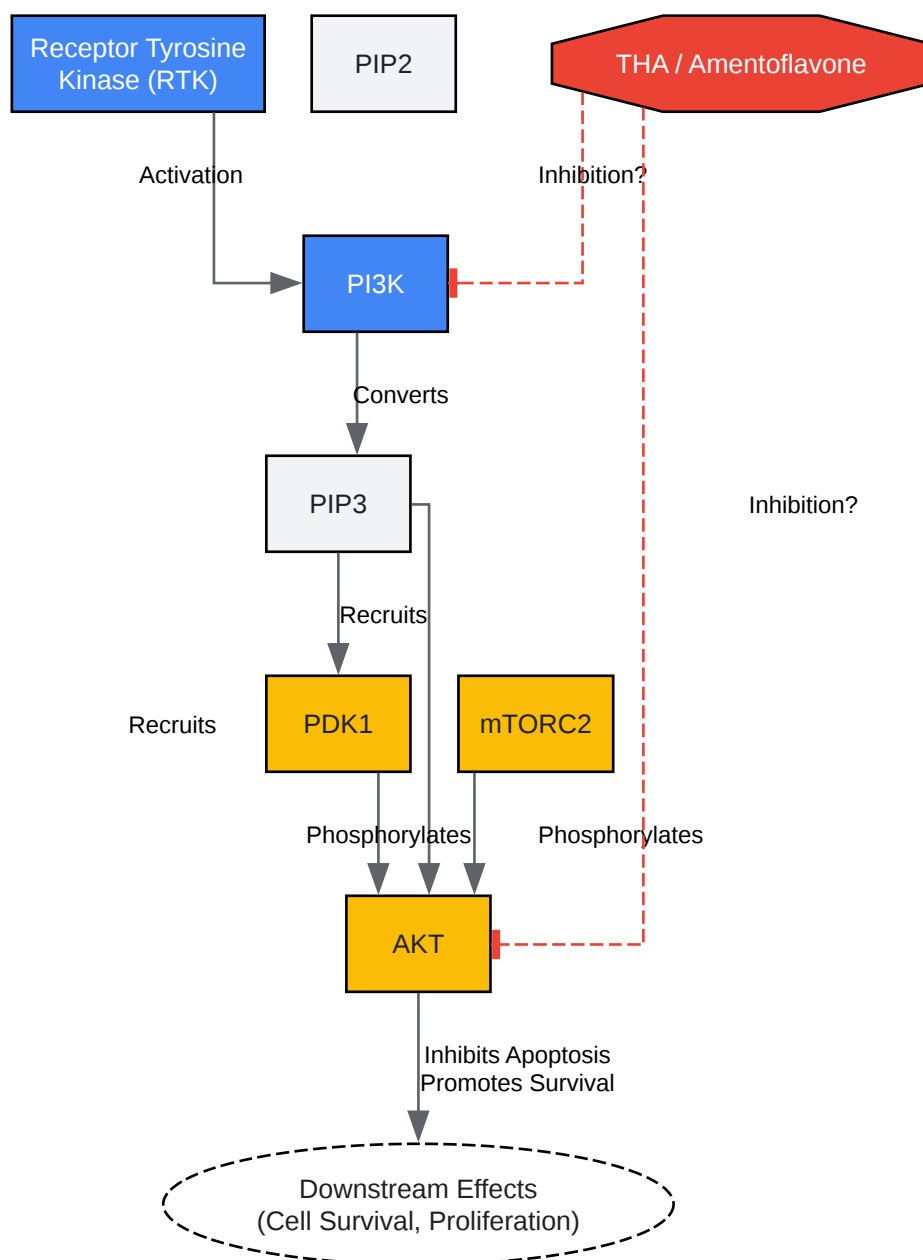 Receptor Tyrosine
Kinase (RTK)
PIP2
THA / Amentoflavone
Activation
Inhibition?
PI3K
Converts
PIP3
Inhibition?
Recruits
Recruits
PDK1
mTORC2
Phosphorylates
Phosphorylates
AKT
Inhibits Apoptosis
Promotes Survival
Downstream Effects
(Cell Survival, Proliferation)